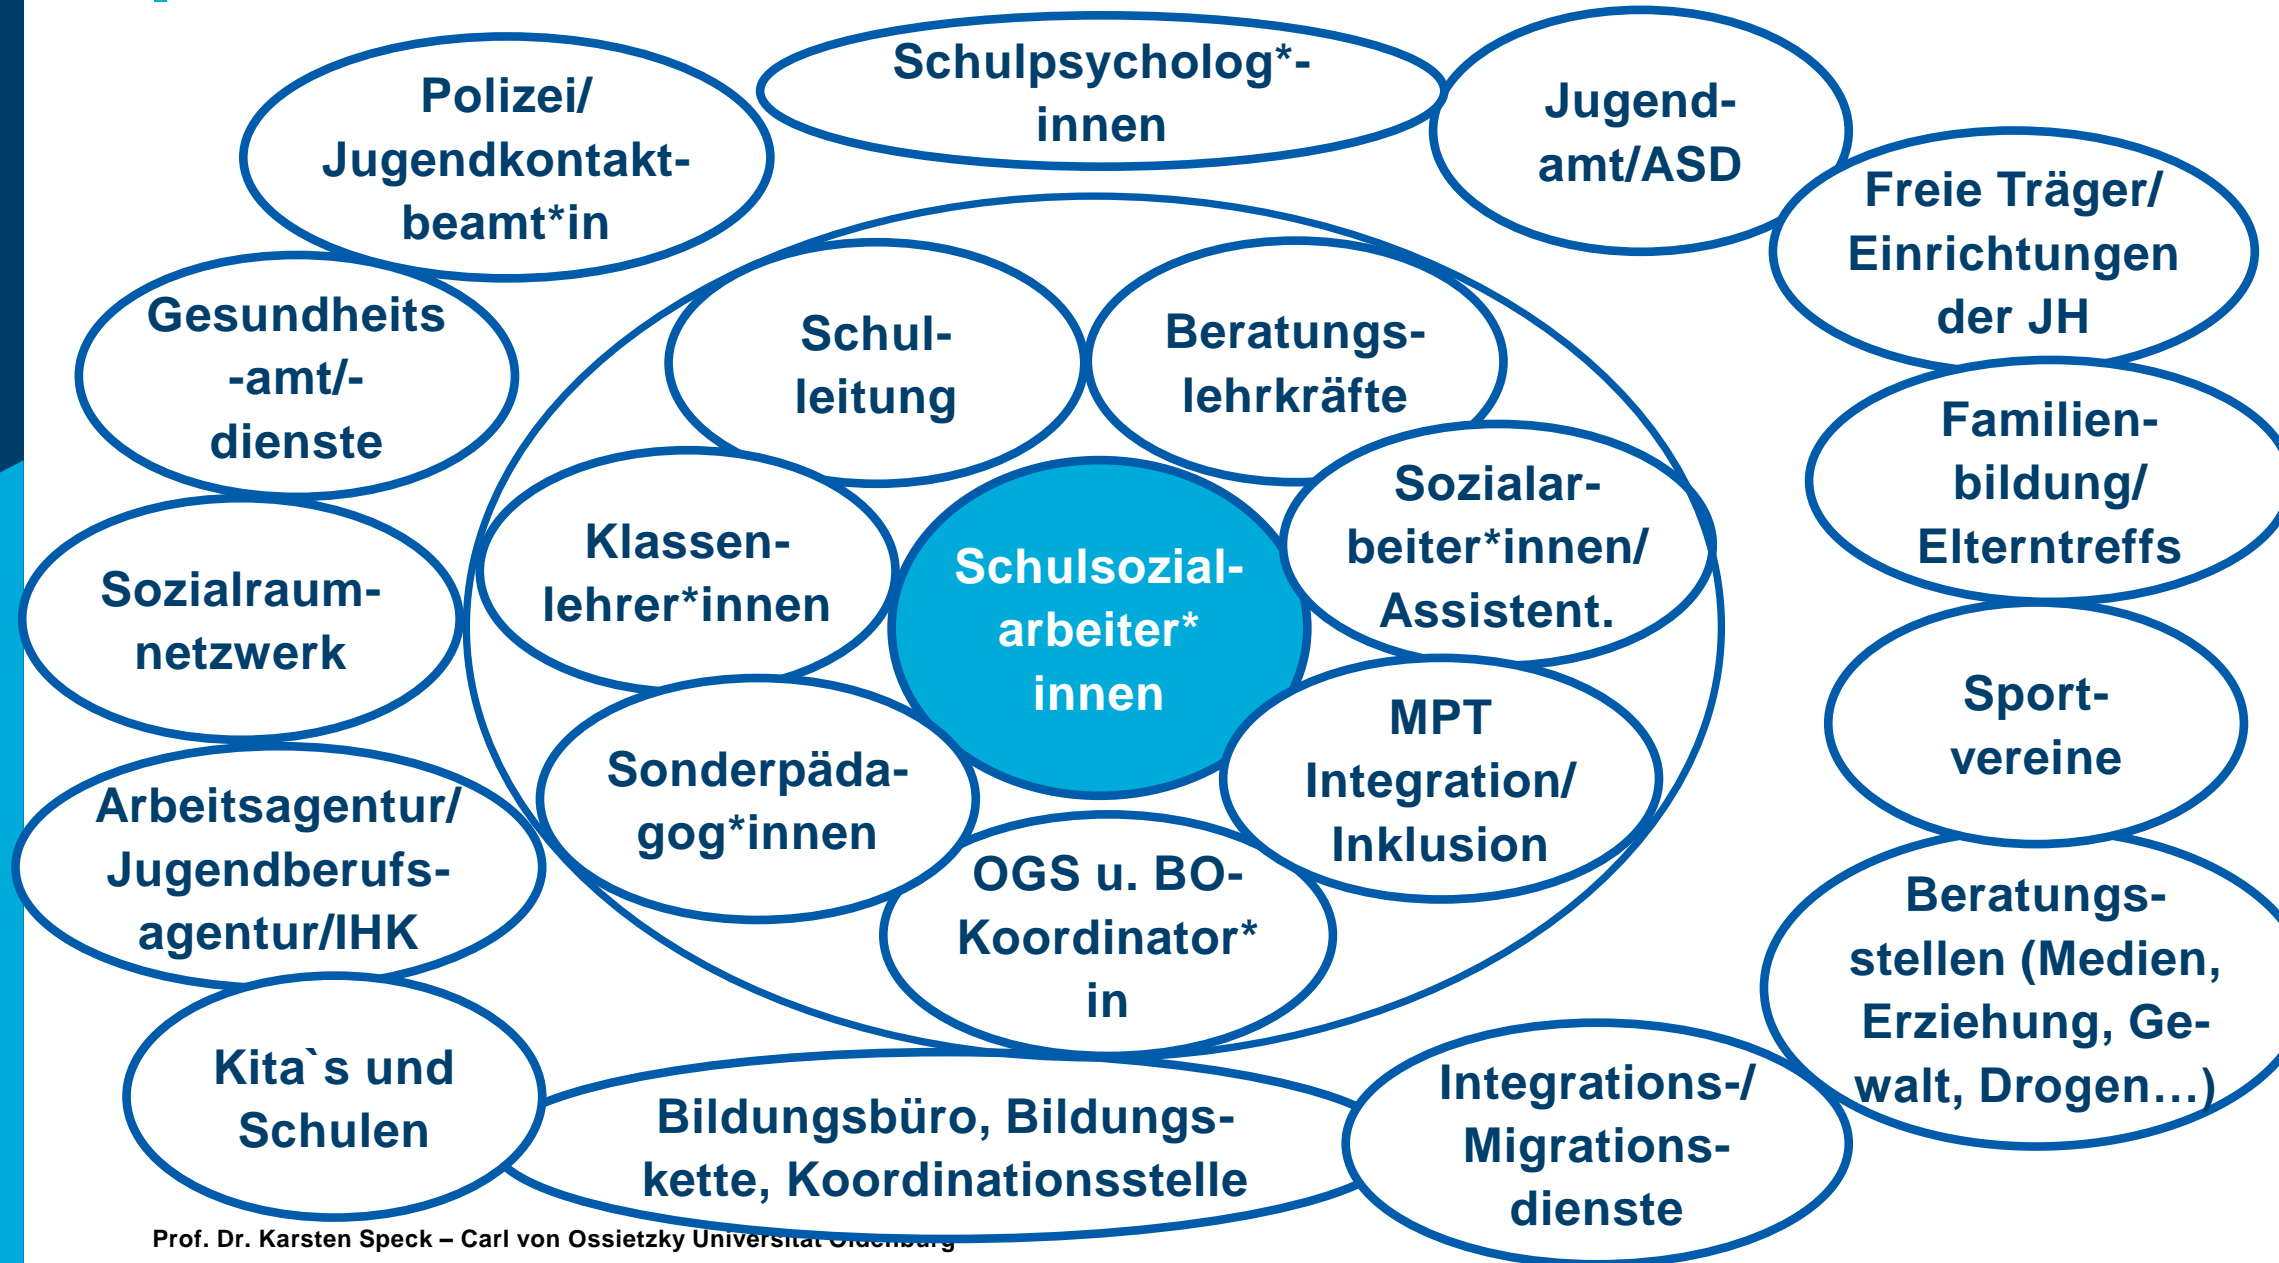 Schulpsycholog*-
innen
Polizei/
Jugendkontakt-
beamt*in
Jugend-
amt/ASD
Freie Träger/
Einrichtungen
der JH
Gesundheits
-amt/-
dienste
Schul-
leitung
Beratungs-
lehrkräfte
Familien-
bildung/
Elterntreffs
Klassen-
lehrer*innen
Schulsozial-
arbeiter*
innen
Sozialar-
beiter*innen/
Assistent.
Sozialraum-
netzwerk
Sport-
vereine
Sonderpäda-
gog*innen
MPT
Integration/
Inklusion
Arbeitsagentur/
Jugendberufs-
agentur/IHK
OGS u. BO-
Koordinator*
in
Beratungs-
stellen (Medien,
Erziehung, Ge-
walt, Drogen…)
Kita`s und
Schulen
Bildungsbüro, Bildungs-
kette, Koordinationsstelle
Integrations-/
Migrations-
dienste
Prof. Dr. Karsten Speck – Carl von Ossietzky Universität Oldenburg